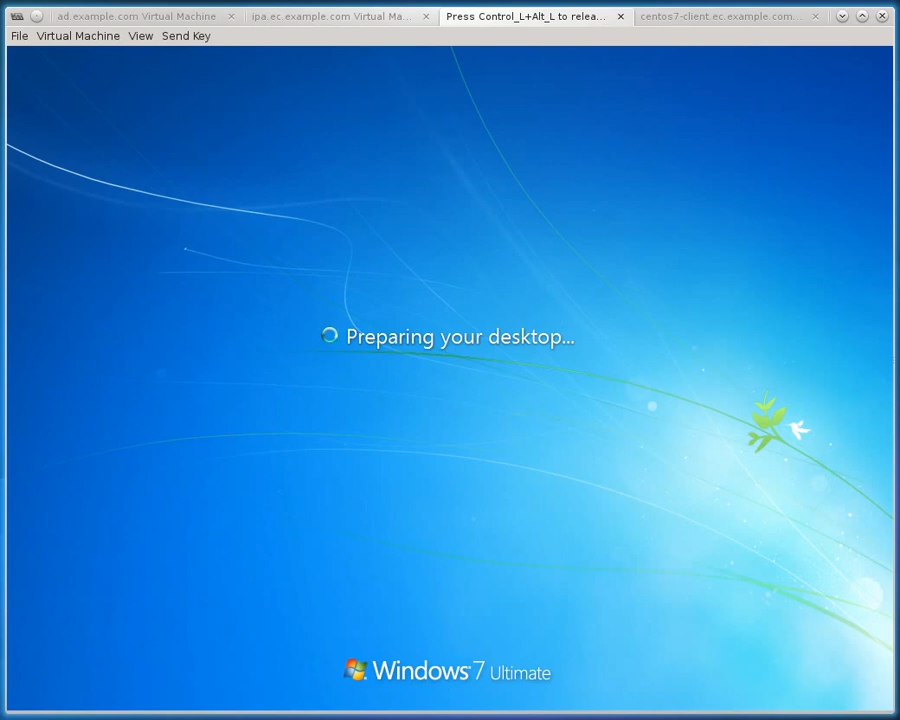 ad.example.com Virtual Machine
ipa.ec.example.com Virtual Ma...
Press Control_L+Alt_L to relea...
centos7-client.ec.example.com...
File Virtual Machine View Send Key
Preparing your desktop...
Windows 7 Ultimate